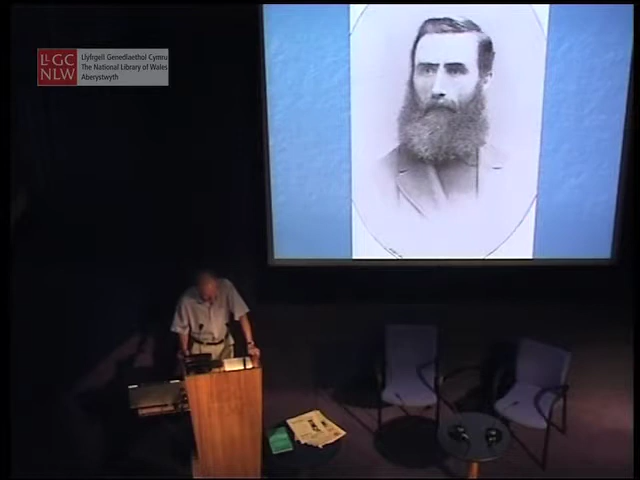 LlGC
NLW
Llyfrgell Genedlaethol Cymru
The National Library of Wales
Aberystwyth